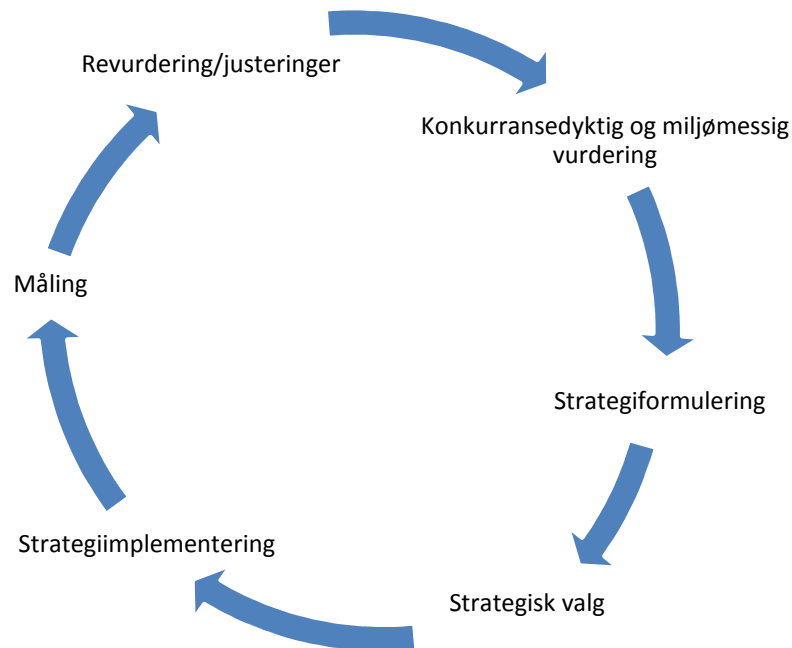 Revurdering/justeringer
Konkurransedyktig og miljømessig
vurdering
Strategiformulering
Strategisk valg
Strategiimplementering
Måling